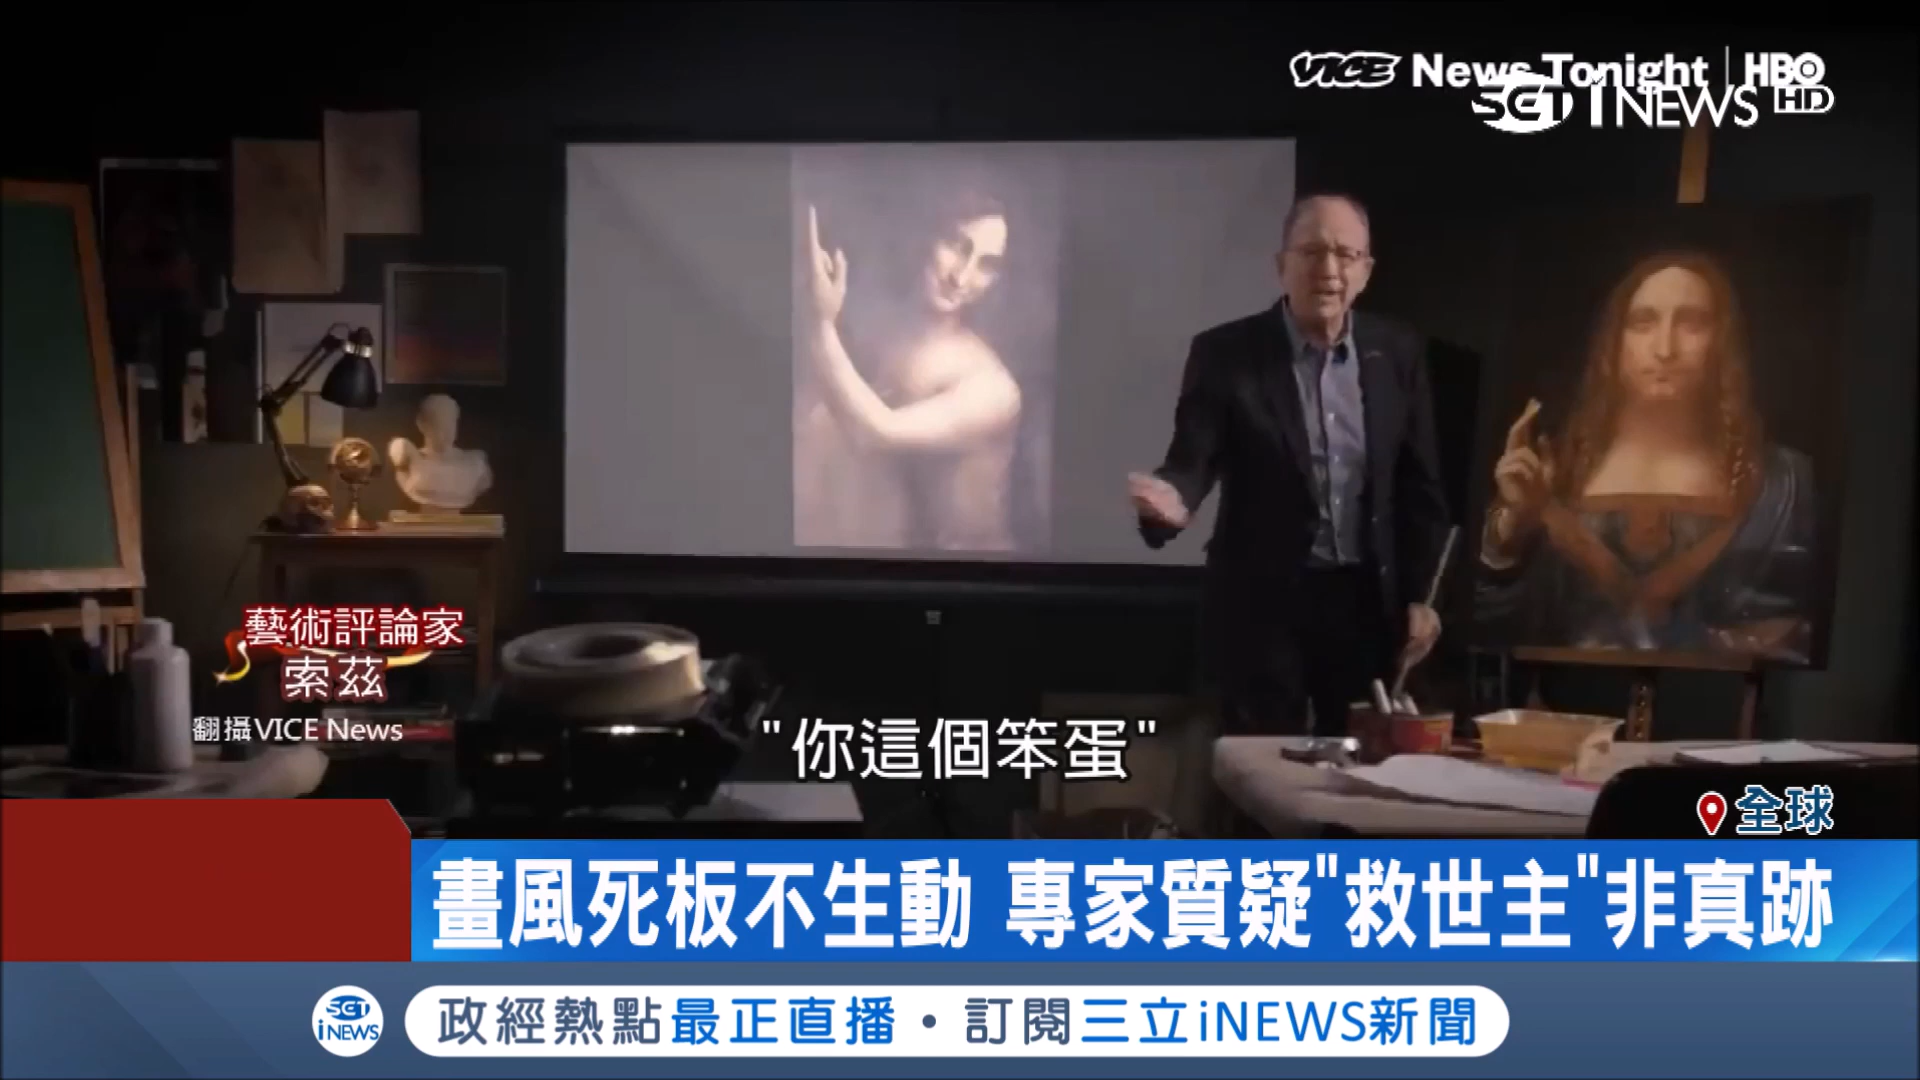 VICE News Tonight | HBO
SET iNEWS HD
藝術評論家
索茲
翻攝VICE News
"你這個笨蛋"
全球
畫風死板不生動 專家質疑"救世主"非真跡
SET iNEWS
政經熱點最正直播・訂閱三立iNEWS新聞